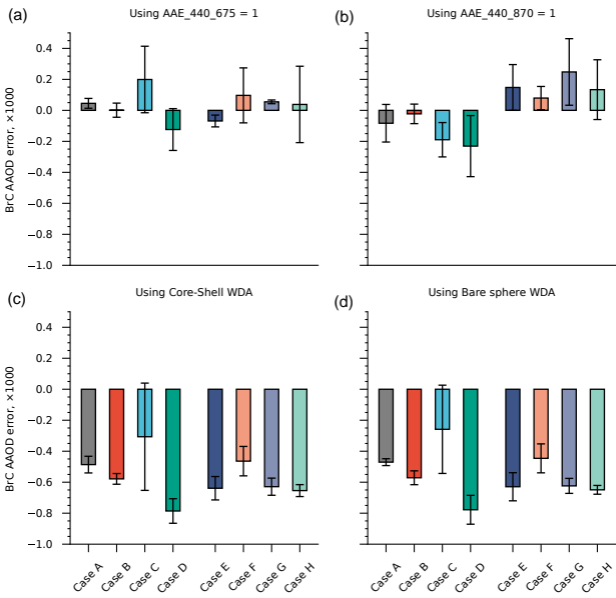 (a)
Using AAE_440_675 = 1
(b)
Using AAE_440_870 = 1
0.4
0.2
0.0
−0.2
−0.4
−0.6
−0.8
−1.0
BrC AAOD error, ×1000
(c)
Using Core-Shell WDA
(d)
Using Bare sphere WDA
0.4
0.2
0.0
−0.2
−0.4
−0.6
−0.8
−1.0
BrC AAOD error, ×1000
Case A
Case B
Case C
Case D
Case E
Case F
Case G
Case H
Case A
Case B
Case C
Case D
Case E
Case F
Case G
Case H